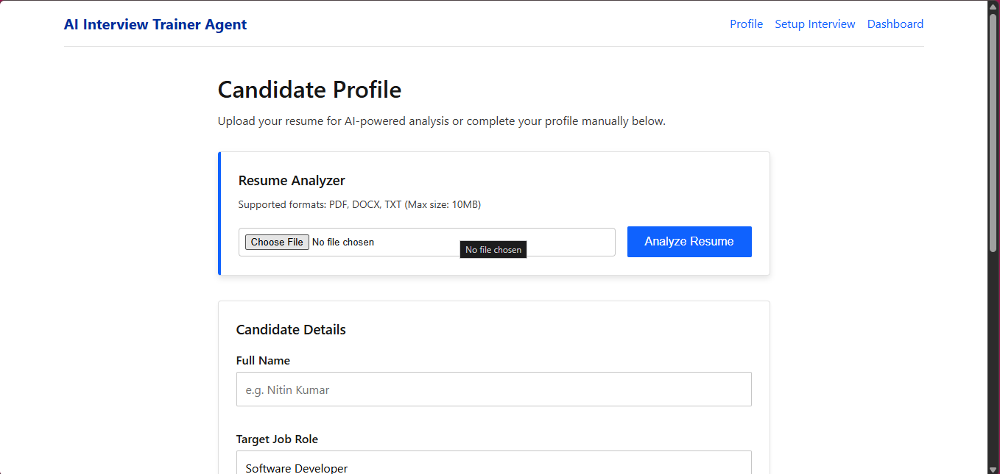 AI Interview Trainer Agent
Profile Setup Interview Dashboard
Candidate Profile
Upload your resume for AI-powered analysis or complete your profile manually below.
Resume Analyzer
Supported formats: PDF, DOCX, TXT (Max size: 10MB)
Choose File No file chosen
No file chosen
Analyze Resume
Candidate Details
Full Name
e.g. Nitin Kumar
Target Job Role
Software Developer